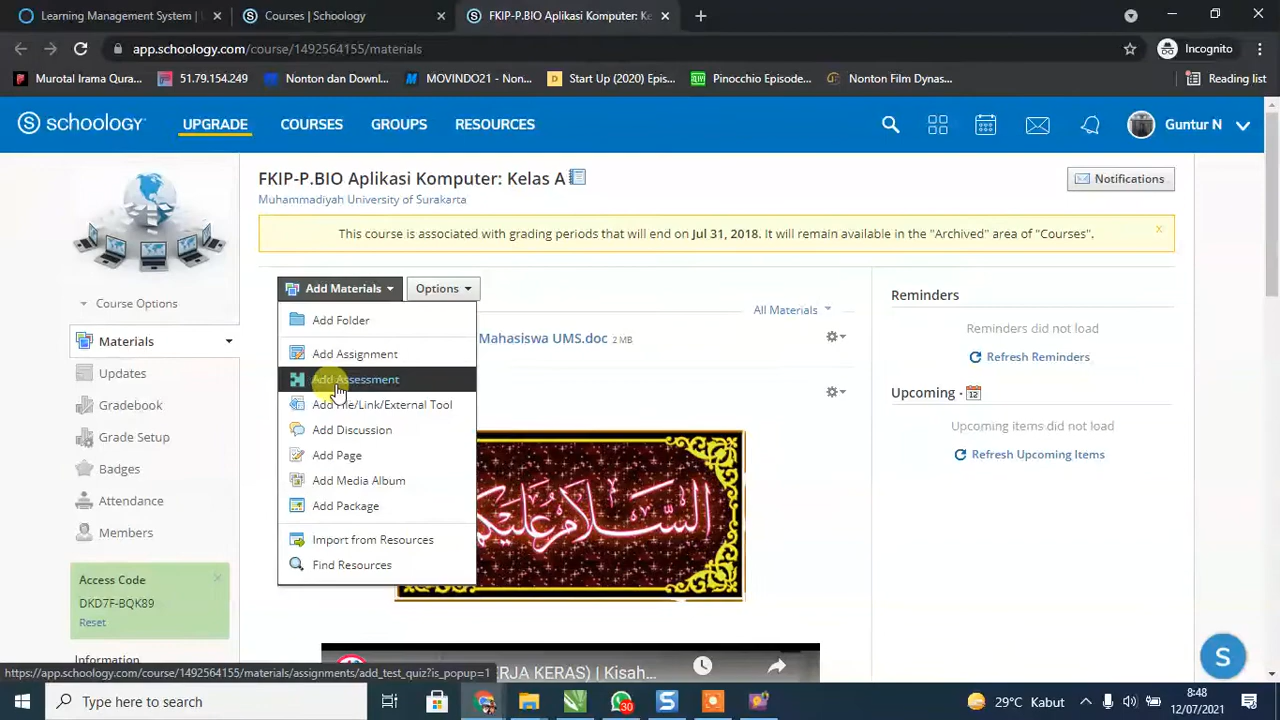 Learning Management System |
Courses | Schoology
FKIP-P.BIO Aplikasi Komputer: Ke
app.schoology.com/course/1492564155/materials
Incognito
Murotal Irama Qura...
51.79.154.249
Nonton dan Downl...
MOVINDO21 - Non...
Start Up (2020) Epis...
Pinocchio Episode...
Nonton Film Dynas...
Reading list
S schoology
UPGRADE
COURSES
GROUPS
RESOURCES
Guntur N
FKIP-P.BIO Aplikasi Komputer: Kelas A
Notifications
Muhammadiyah University of Surakarta
This course is associated with grading periods that will end on Jul 31, 2018. It will remain available in the "Archived" area of "Courses".
x
Course Options
Materials
Updates
Gradebook
Grade Setup
Badges
Attendance
Members
Access Code
DKD7F-BQK89
Reset
Information
Add Materials
Options
All Materials
Add Folder
Add Assignment
Add Assessment
Add File/Link/External Tool
Add Discussion
Add Page
Add Media Album
Add Package
Import from Resources
Find Resources
Mahasiswa UMS.doc 2 MB
السلام عليكم
ERJA KERAS) | Kisah...
Reminders
Reminders did not load
Refresh Reminders
Upcoming
12
Upcoming items did not load
Refresh Upcoming Items
S
https://app.schoology.com/course/1492564155/materials/assignments/add_test_quiz?is_popup=1
Type here to search
30
29°C Kabut
8:48
12/07/2021